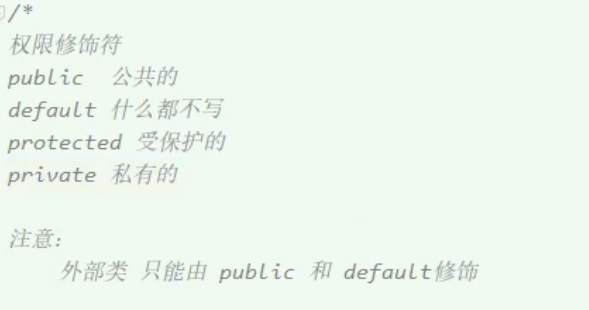 /*
权限修饰符
public 公共的
default 什么都不写
protected 受保护的
private 私有的
注意:
外部类 只能由 public 和 default修饰